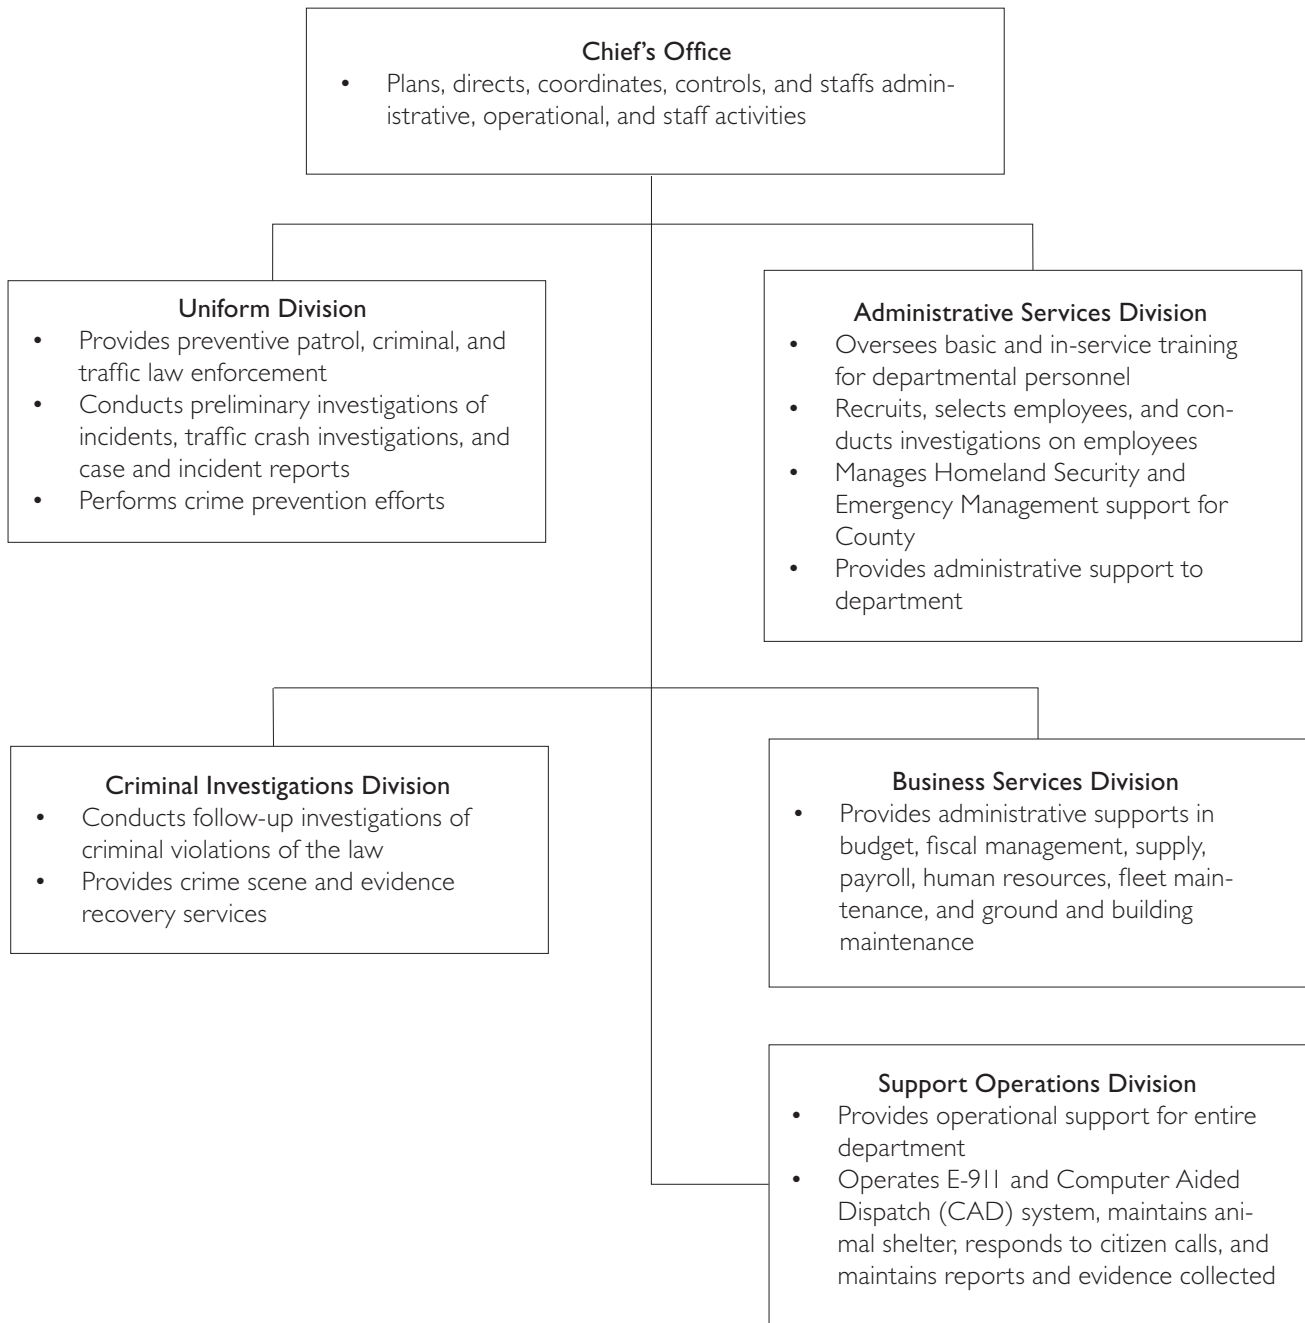 Chief's Office
• Plans, directs, coordinates, controls, and staffs admin-
istrative, operational, and staff activities
Uniform Division
• Provides preventive patrol, criminal, and
traffic law enforcement
• Conducts preliminary investigations of
incidents, traffic crash investigations, and
case and incident reports
• Performs crime prevention efforts
Administrative Services Division
• Oversees basic and in-service training
for departmental personnel
• Recruits, selects employees, and con-
ducts investigations on employees
• Manages Homeland Security and
Emergency Management support for
County
• Provides administrative support to
department
Criminal Investigations Division
• Conducts follow-up investigations of
criminal violations of the law
• Provides crime scene and evidence
recovery services
Business Services Division
• Provides administrative supports in
budget, fiscal management, supply,
payroll, human resources, fleet main-
tenance, and ground and building
maintenance
Support Operations Division
• Provides operational support for entire
department
• Operates E-911 and Computer Aided
Dispatch (CAD) system, maintains ani-
mal shelter, responds to citizen calls, and
maintains reports and evidence collected